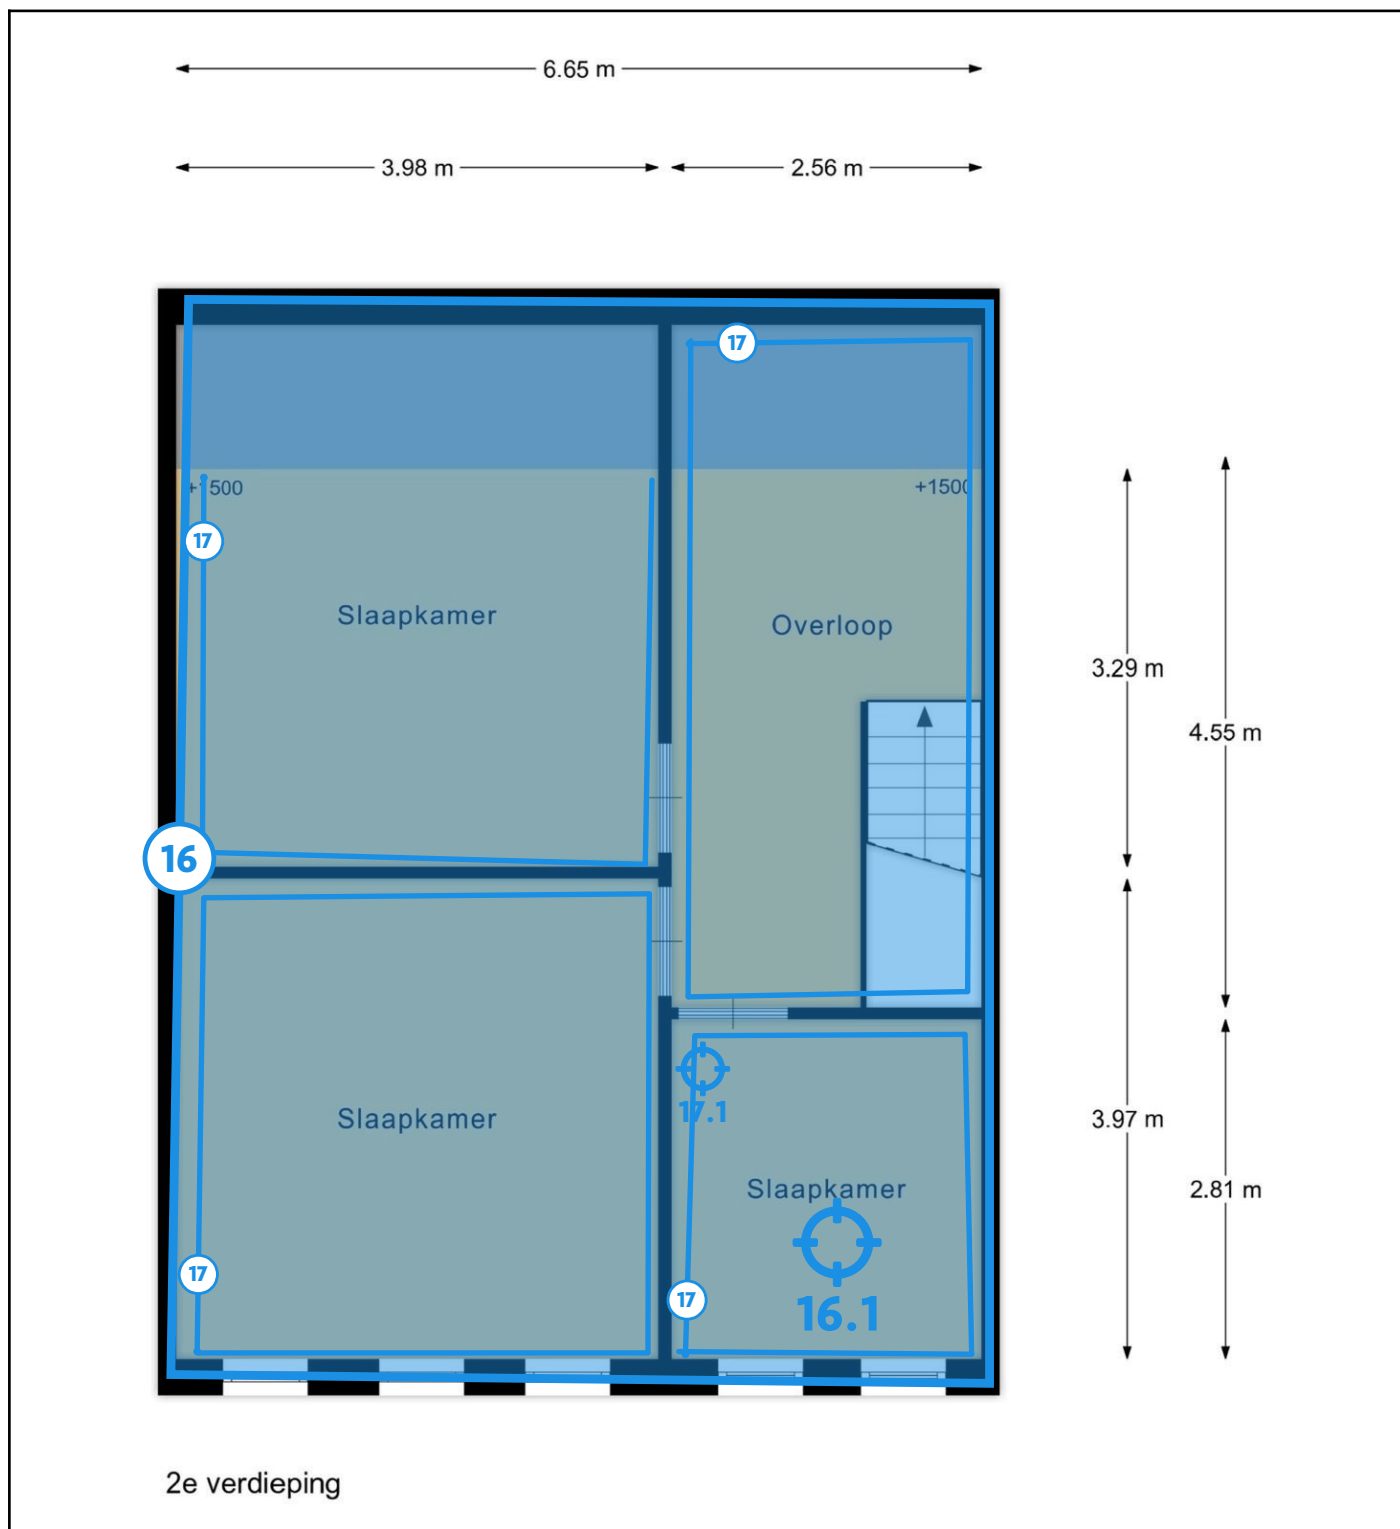 6.65 m
3.98 m
2.56 m
17
+1500
+1500
17
Slaapkamer
Overloop
3.29 m
4.55 m
16
17.1
Slaapkamer
3.97 m
Slaapkamer
2.81 m
17
17
16.1
2e verdieping